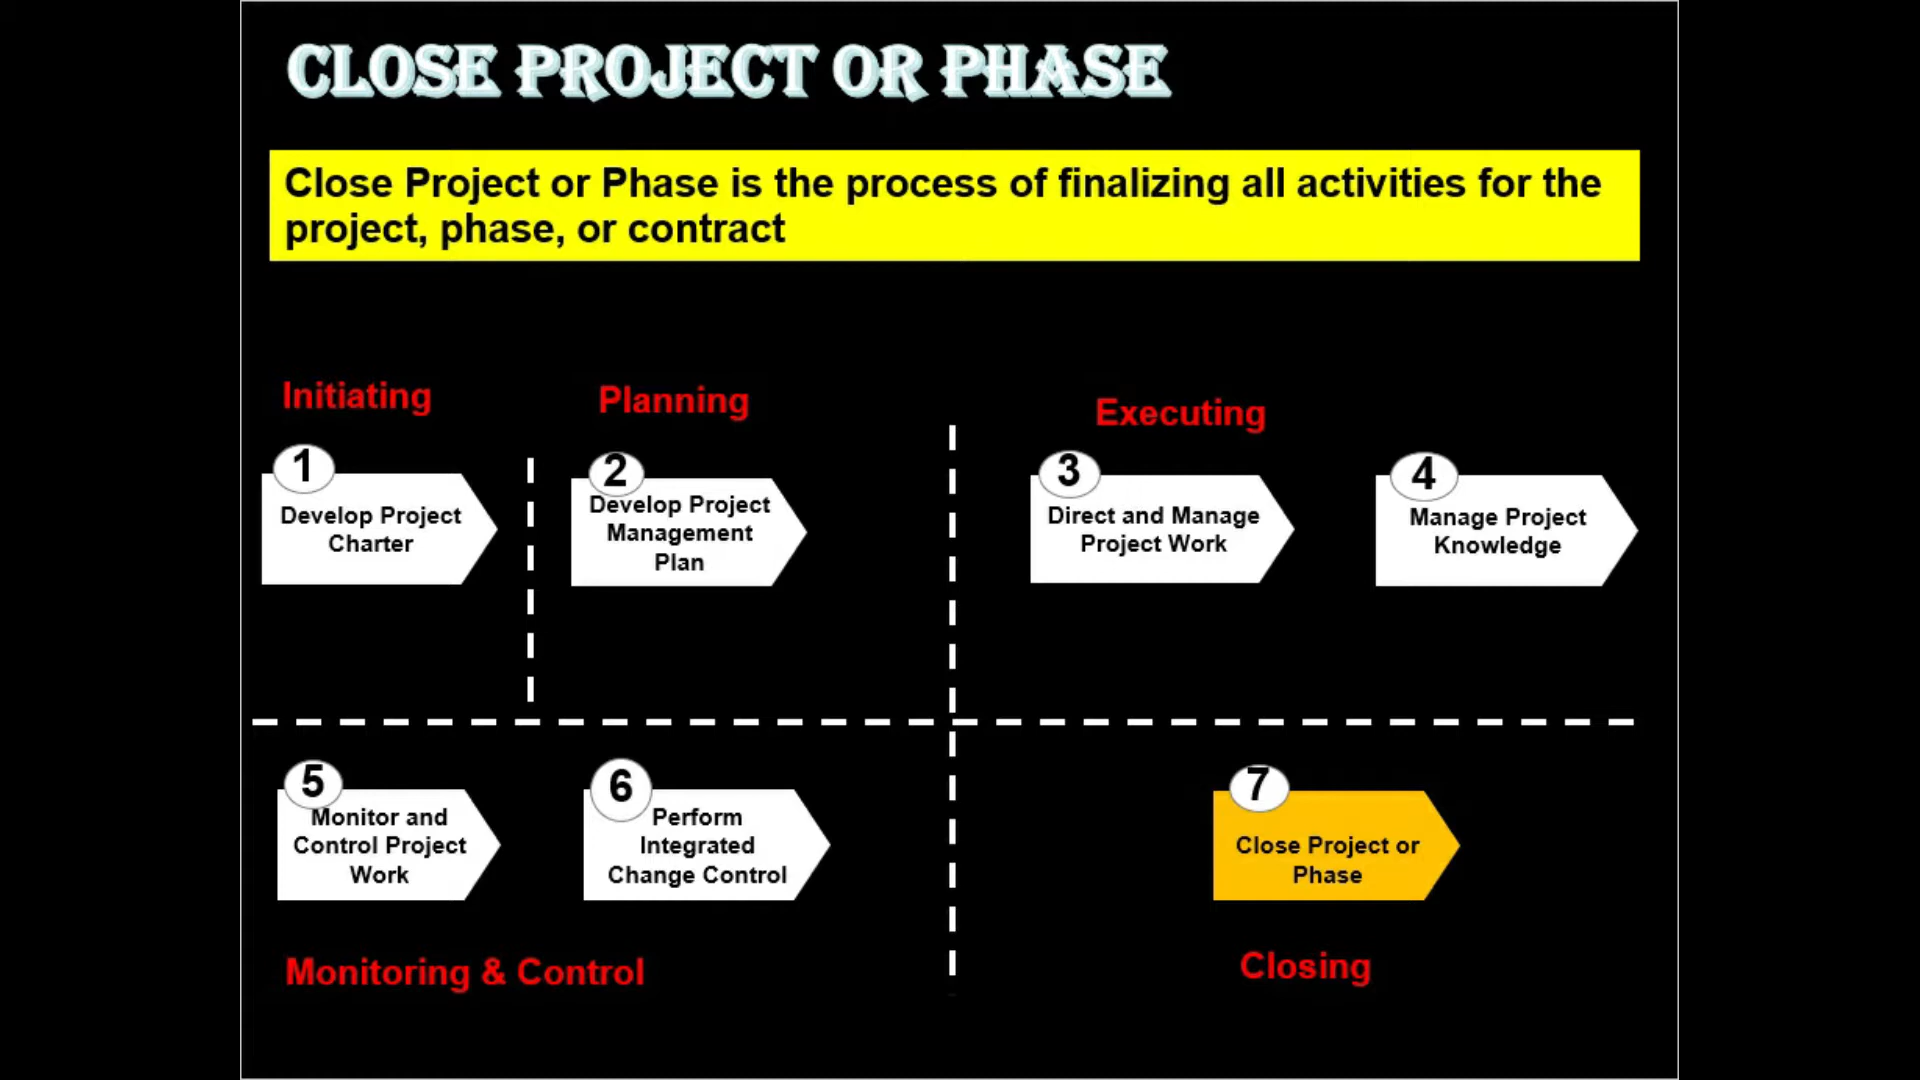 CLOSE PROJECT OR PHASE
Close Project or Phase is the process of finalizing all activities for the
project, phase, or contract
Initiating
Planning
Executing
1
Develop Project
Charter
2
Develop Project
Management
Plan
3
Direct and Manage
Project Work
4
Manage Project
Knowledge
5
Monitor and
Control Project
Work
6
Perform
Integrated
Change Control
7
Close Project or
Phase
Monitoring & Control
Closing